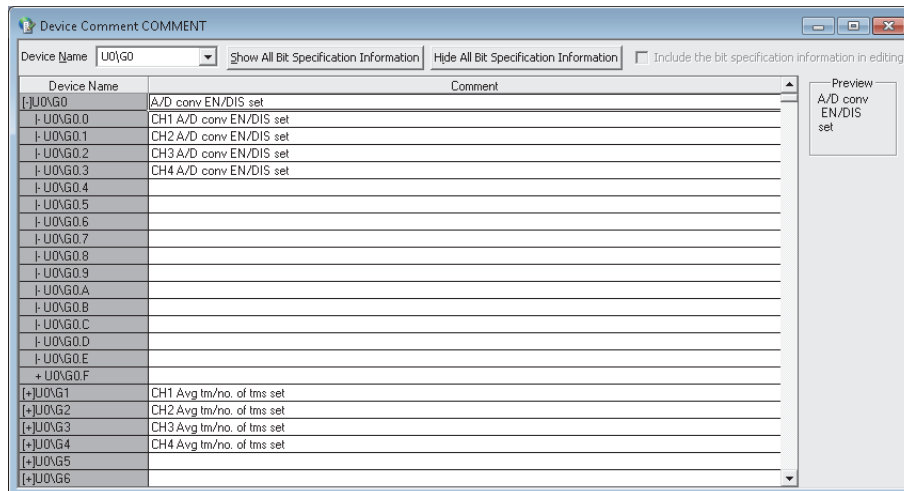 Device Comment COMMENT
Device Name U0\G0 Show All Bit Specification Information Hide All Bit Specification Information Include the bit specification information in editing
Device Name Comment
[-]U0\G0 A/D conv EN/DIS set
|- U0\G0.0 CH1 A/D conv EN/DIS set
|- U0\G0.1 CH2 A/D conv EN/DIS set
|- U0\G0.2 CH3 A/D conv EN/DIS set
|- U0\G0.3 CH4 A/D conv EN/DIS set
|- U0\G0.4
|- U0\G0.5
|- U0\G0.6
|- U0\G0.7
|- U0\G0.8
|- U0\G0.9
|- U0\G0.A
|- U0\G0.B
|- U0\G0.C
|- U0\G0.D
|- U0\G0.E
+ U0\G0.F
[+]U0\G1 CH1 Avg tm/no. of tms set
[+]U0\G2 CH2 Avg tm/no. of tms set
[+]U0\G3 CH3 Avg tm/no. of tms set
[+]U0\G4 CH4 Avg tm/no. of tms set
[+]U0\G5
[+]U0\G6
Preview
A/D conv
EN/DIS
set